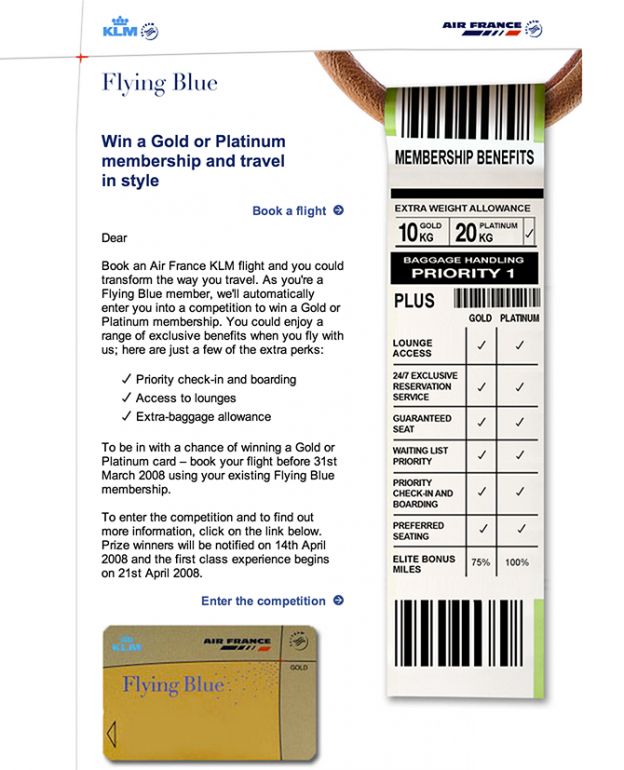 KLM
AIR FRANCE
Flying Blue
Win a Gold or Platinum
membership and travel
in style
Book a flight
Dear
Book an Air France KLM flight and you could
transform the way you travel. As you're a
Flying Blue member, we'll automatically
enter you into a competition to win a Gold or
Platinum membership. You could enjoy a
range of exclusive benefits when you fly with
us; here are just a few of the extra perks:
✓ Priority check-in and boarding
✓ Access to lounges
✓ Extra-baggage allowance
To be in with a chance of winning a Gold or
Platinum card – book your flight before 31st
March 2008 using your existing Flying Blue
membership.
To enter the competition and to find out
more information, click on the link below.
Prize winners will be notified on 14th April
2008 and the first class experience begins
on 21st April 2008.
Enter the competition
KLM
AIR FRANCE
GOLD
Flying Blue
MEMBERSHIP BENEFITS
EXTRA WEIGHT ALLOWANCE
10 GOLD KG 20 PLATINUM KG ✓
BAGGAGE HANDLING
PRIORITY 1
PLUS
GOLD PLATINUM
LOUNGE
ACCESS ✓ ✓
24/7 EXCLUSIVE
RESERVATION ✓ ✓
SERVICE
GUARANTEED
SEAT ✓ ✓
WAITING LIST
PRIORITY ✓ ✓
PRIORITY
CHECK-IN AND ✓ ✓
BOARDING
PREFERRED
SEATING ✓ ✓
ELITE BONUS
MILES 75% 100%